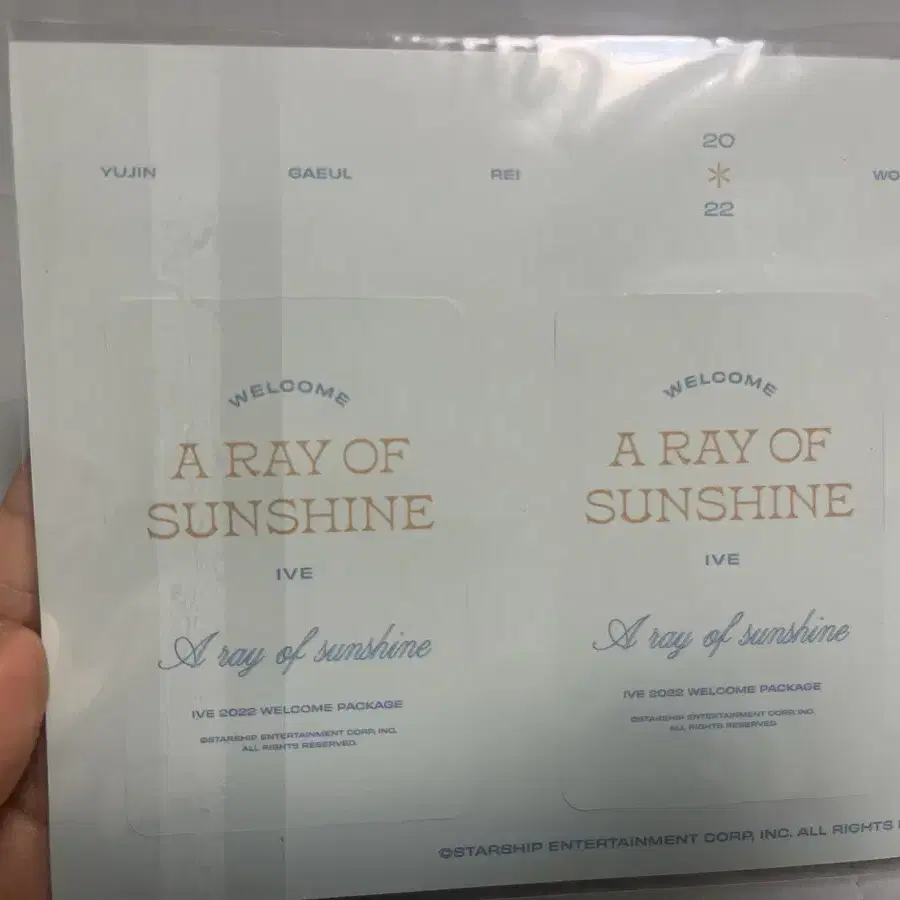 YUJIN GAEUL REI 20
*
22 WO
WELCOME
A RAY OF
SUNSHINE
IVE
A ray of sunshine
IVE 2022 WELCOME PACKAGE
©STARSHIP ENTERTAINMENT CORP, INC.
ALL RIGHTS RESERVED.
WELCOME
A RAY OF
SUNSHINE
IVE
A ray of sunshine
IVE 2022 WELCOME PACKAGE
©STARSHIP ENTERTAINMENT CORP, INC.
ALL RIGHTS RESERVED.
©STARSHIP ENTERTAINMENT CORP, INC. ALL RIGHTS